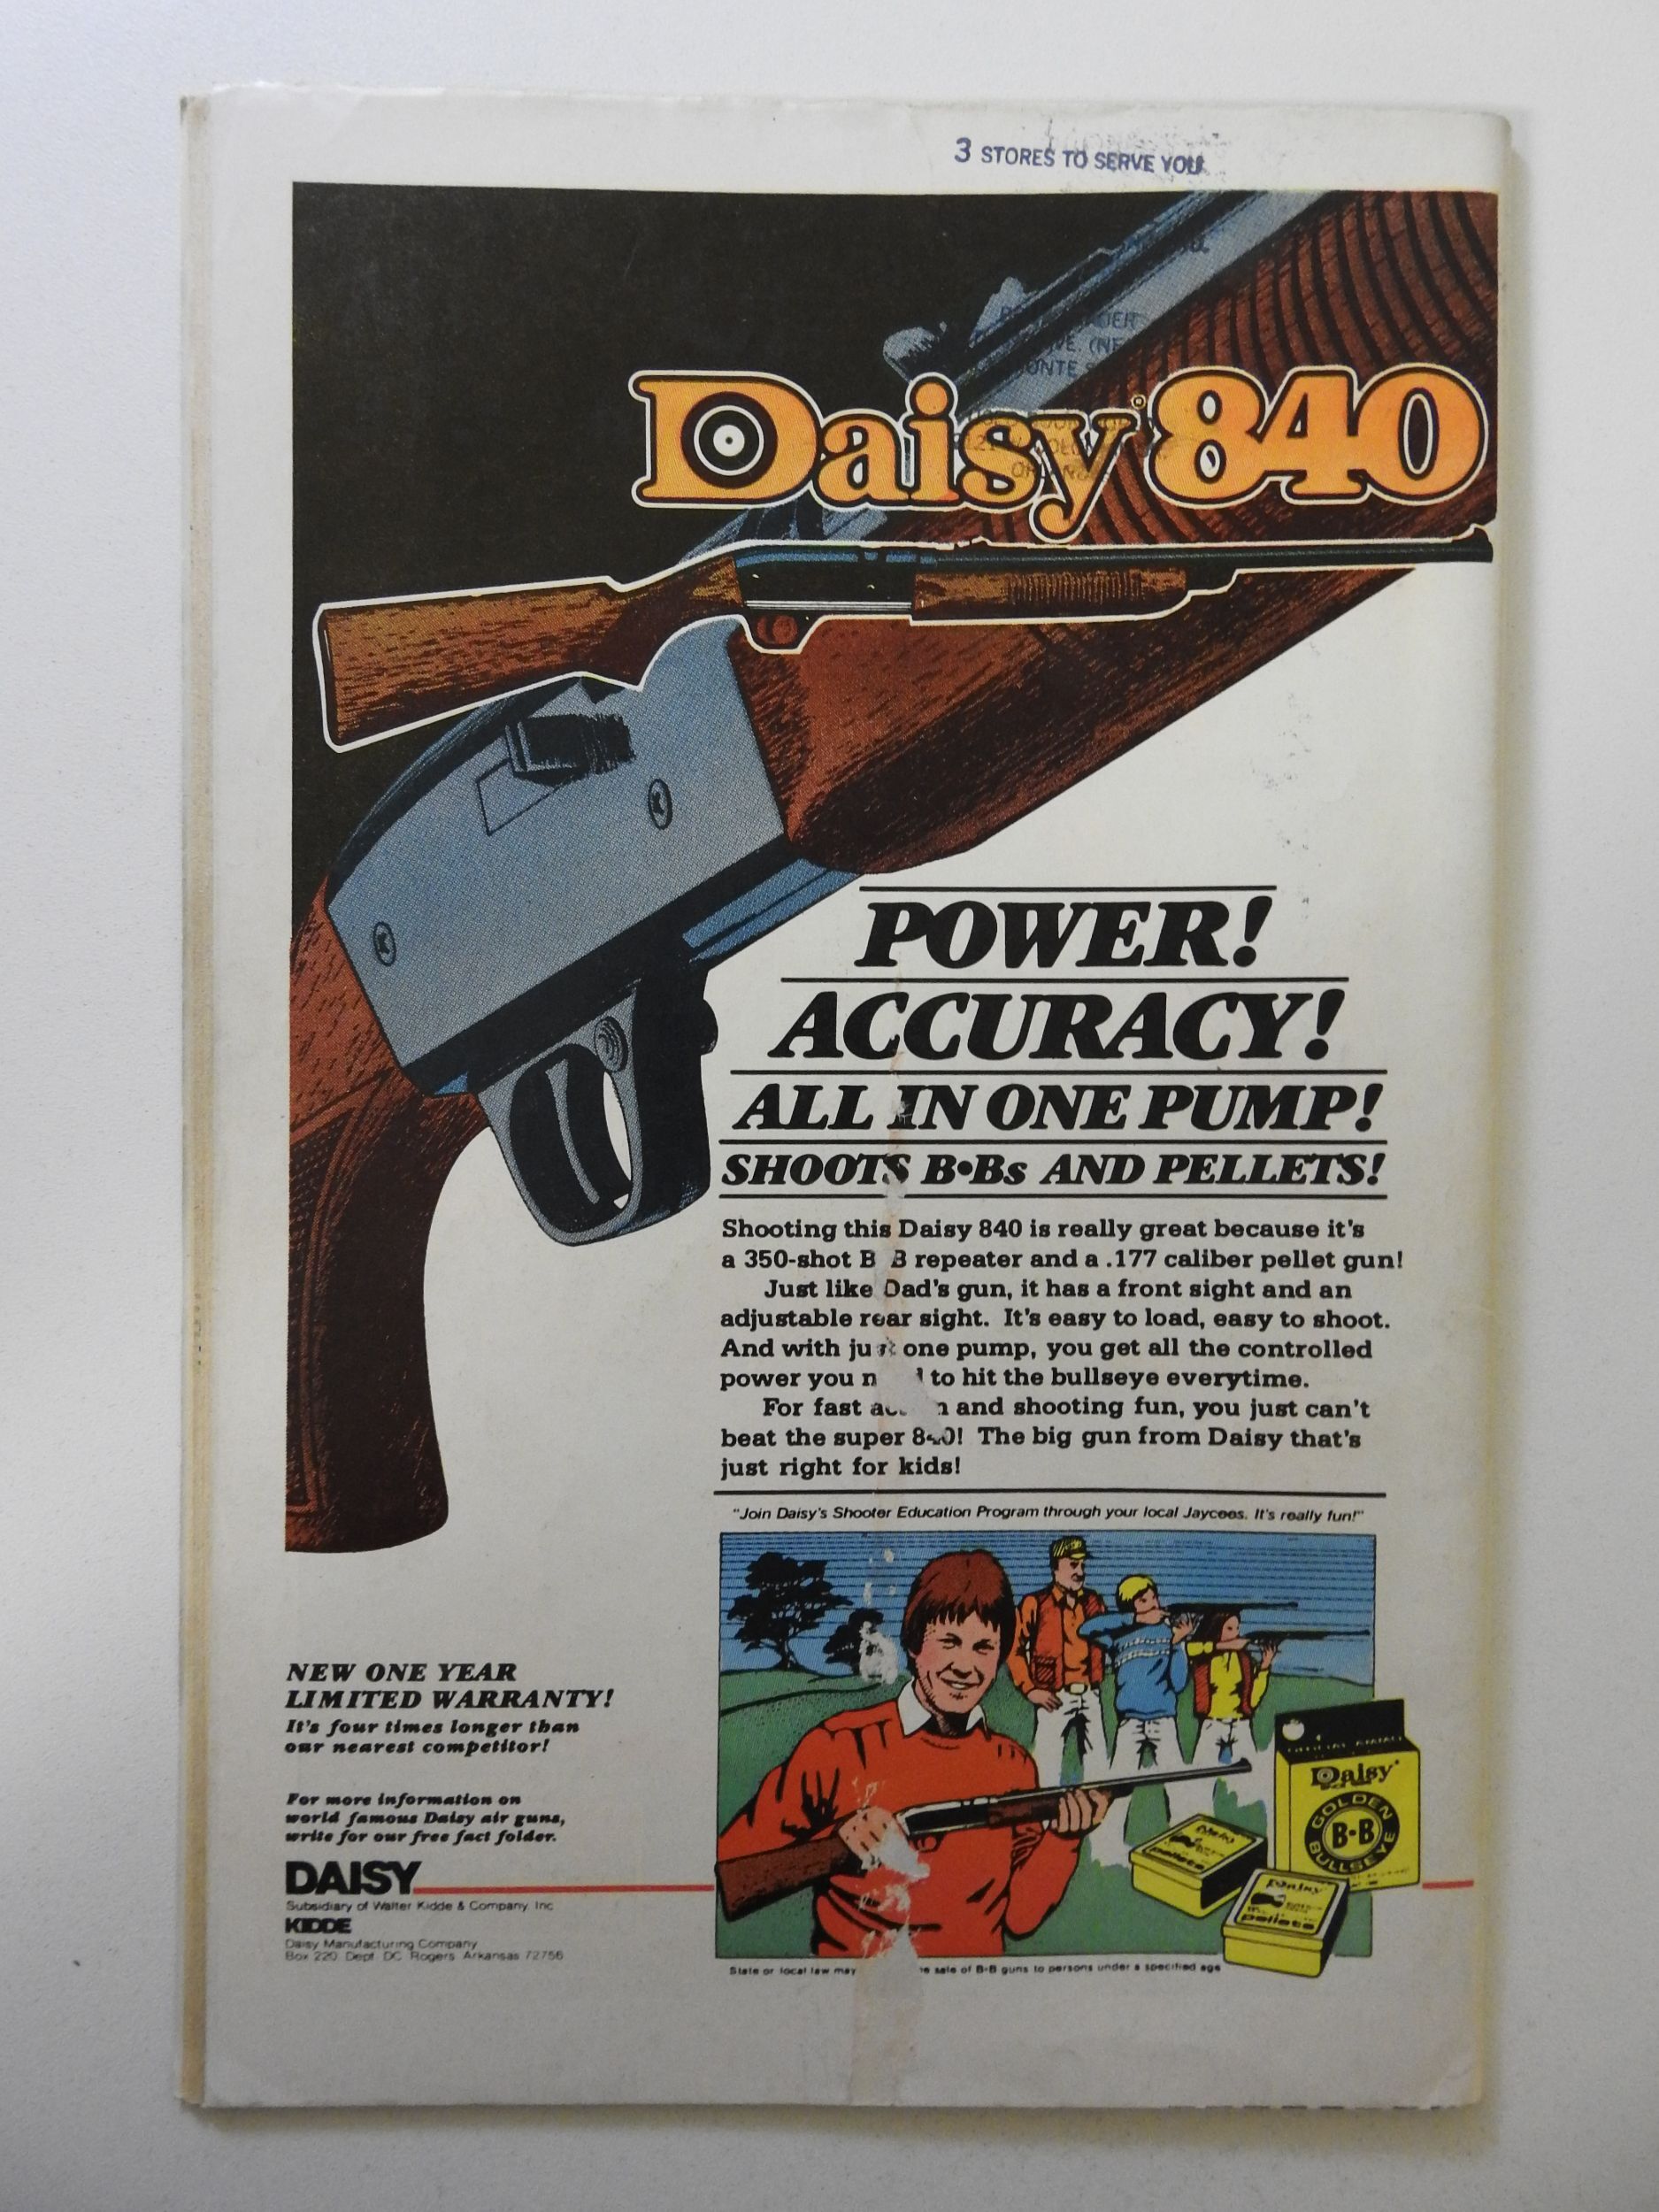 3 STORES TO SERVE YOU
Daisy® 840
POWER!
ACCURACY!
ALL IN ONE PUMP!
SHOOTS B•Bs AND PELLETS!
Shooting this Daisy 840 is really great because it's
a 350-shot B B repeater and a .177 caliber pellet gun!
Just like Dad's gun, it has a front sight and an
adjustable rear sight. It's easy to load, easy to shoot.
And with just one pump, you get all the controlled
power you to hit the bullseye everytime.
For fast and shooting fun, you just can't
beat the super 840! The big gun from Daisy that's
just right for kids!
"Join Daisy's Shooter Education Program through your local Jaycees. It's really fun!"
NEW ONE YEAR
LIMITED WARRANTY!
It's four times longer than
our nearest competitor!
For more information on
world famous Daisy air guns,
write for our free fact folder.
DAISY
Subsidiary of Walter Kidde & Company Inc
KIDDE
Daisy Manufacturing Company
Box 220 Dept. DC Rogers Arkansas 72756
Daisy
GOLDEN
B•B
BULLSEYE
pellets
Daisy
pellets
State or local law may sale of B-B guns to persons under a specified age